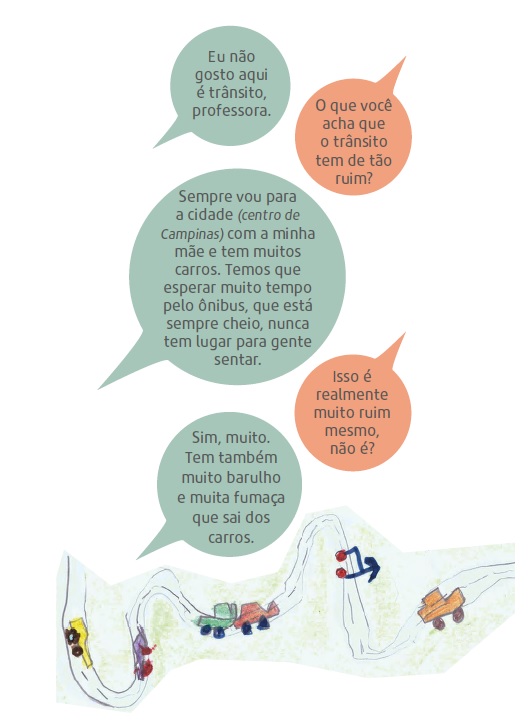 Eu não
gosto aqui
é trânsito,
professora.
O que você
acha que
o trânsito
tem de tão
ruim?
Sempre vou para
a cidade (centro de
Campinas) com a minha
mãe e tem muitos
carros. Temos que
esperar muito tempo
pelo ônibus, que está
sempre cheio, nunca
tem lugar para gente
sentar.
Isso é
realmente
muito ruim
mesmo,
não é?
Sim, muito.
Tem também
muito barulho
e muita fumaça
que sai dos
carros.